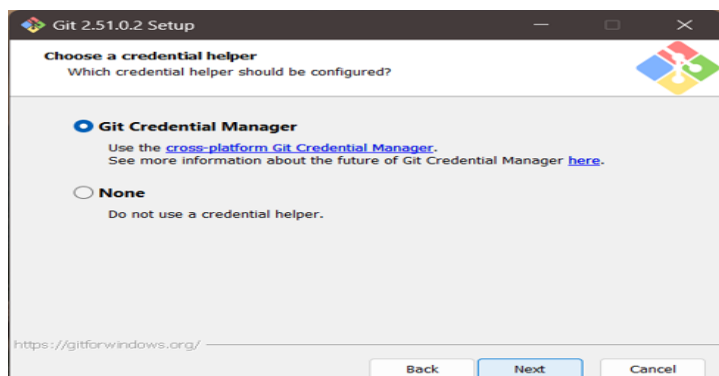 Git 2.51.0.2 Setup
Choose a credential helper
Which credential helper should be configured?
Git Credential Manager
Use the cross-platform Git Credential Manager.
See more information about the future of Git Credential Manager here.
None
Do not use a credential helper.
https://gitforwindows.org/
Back Next Cancel